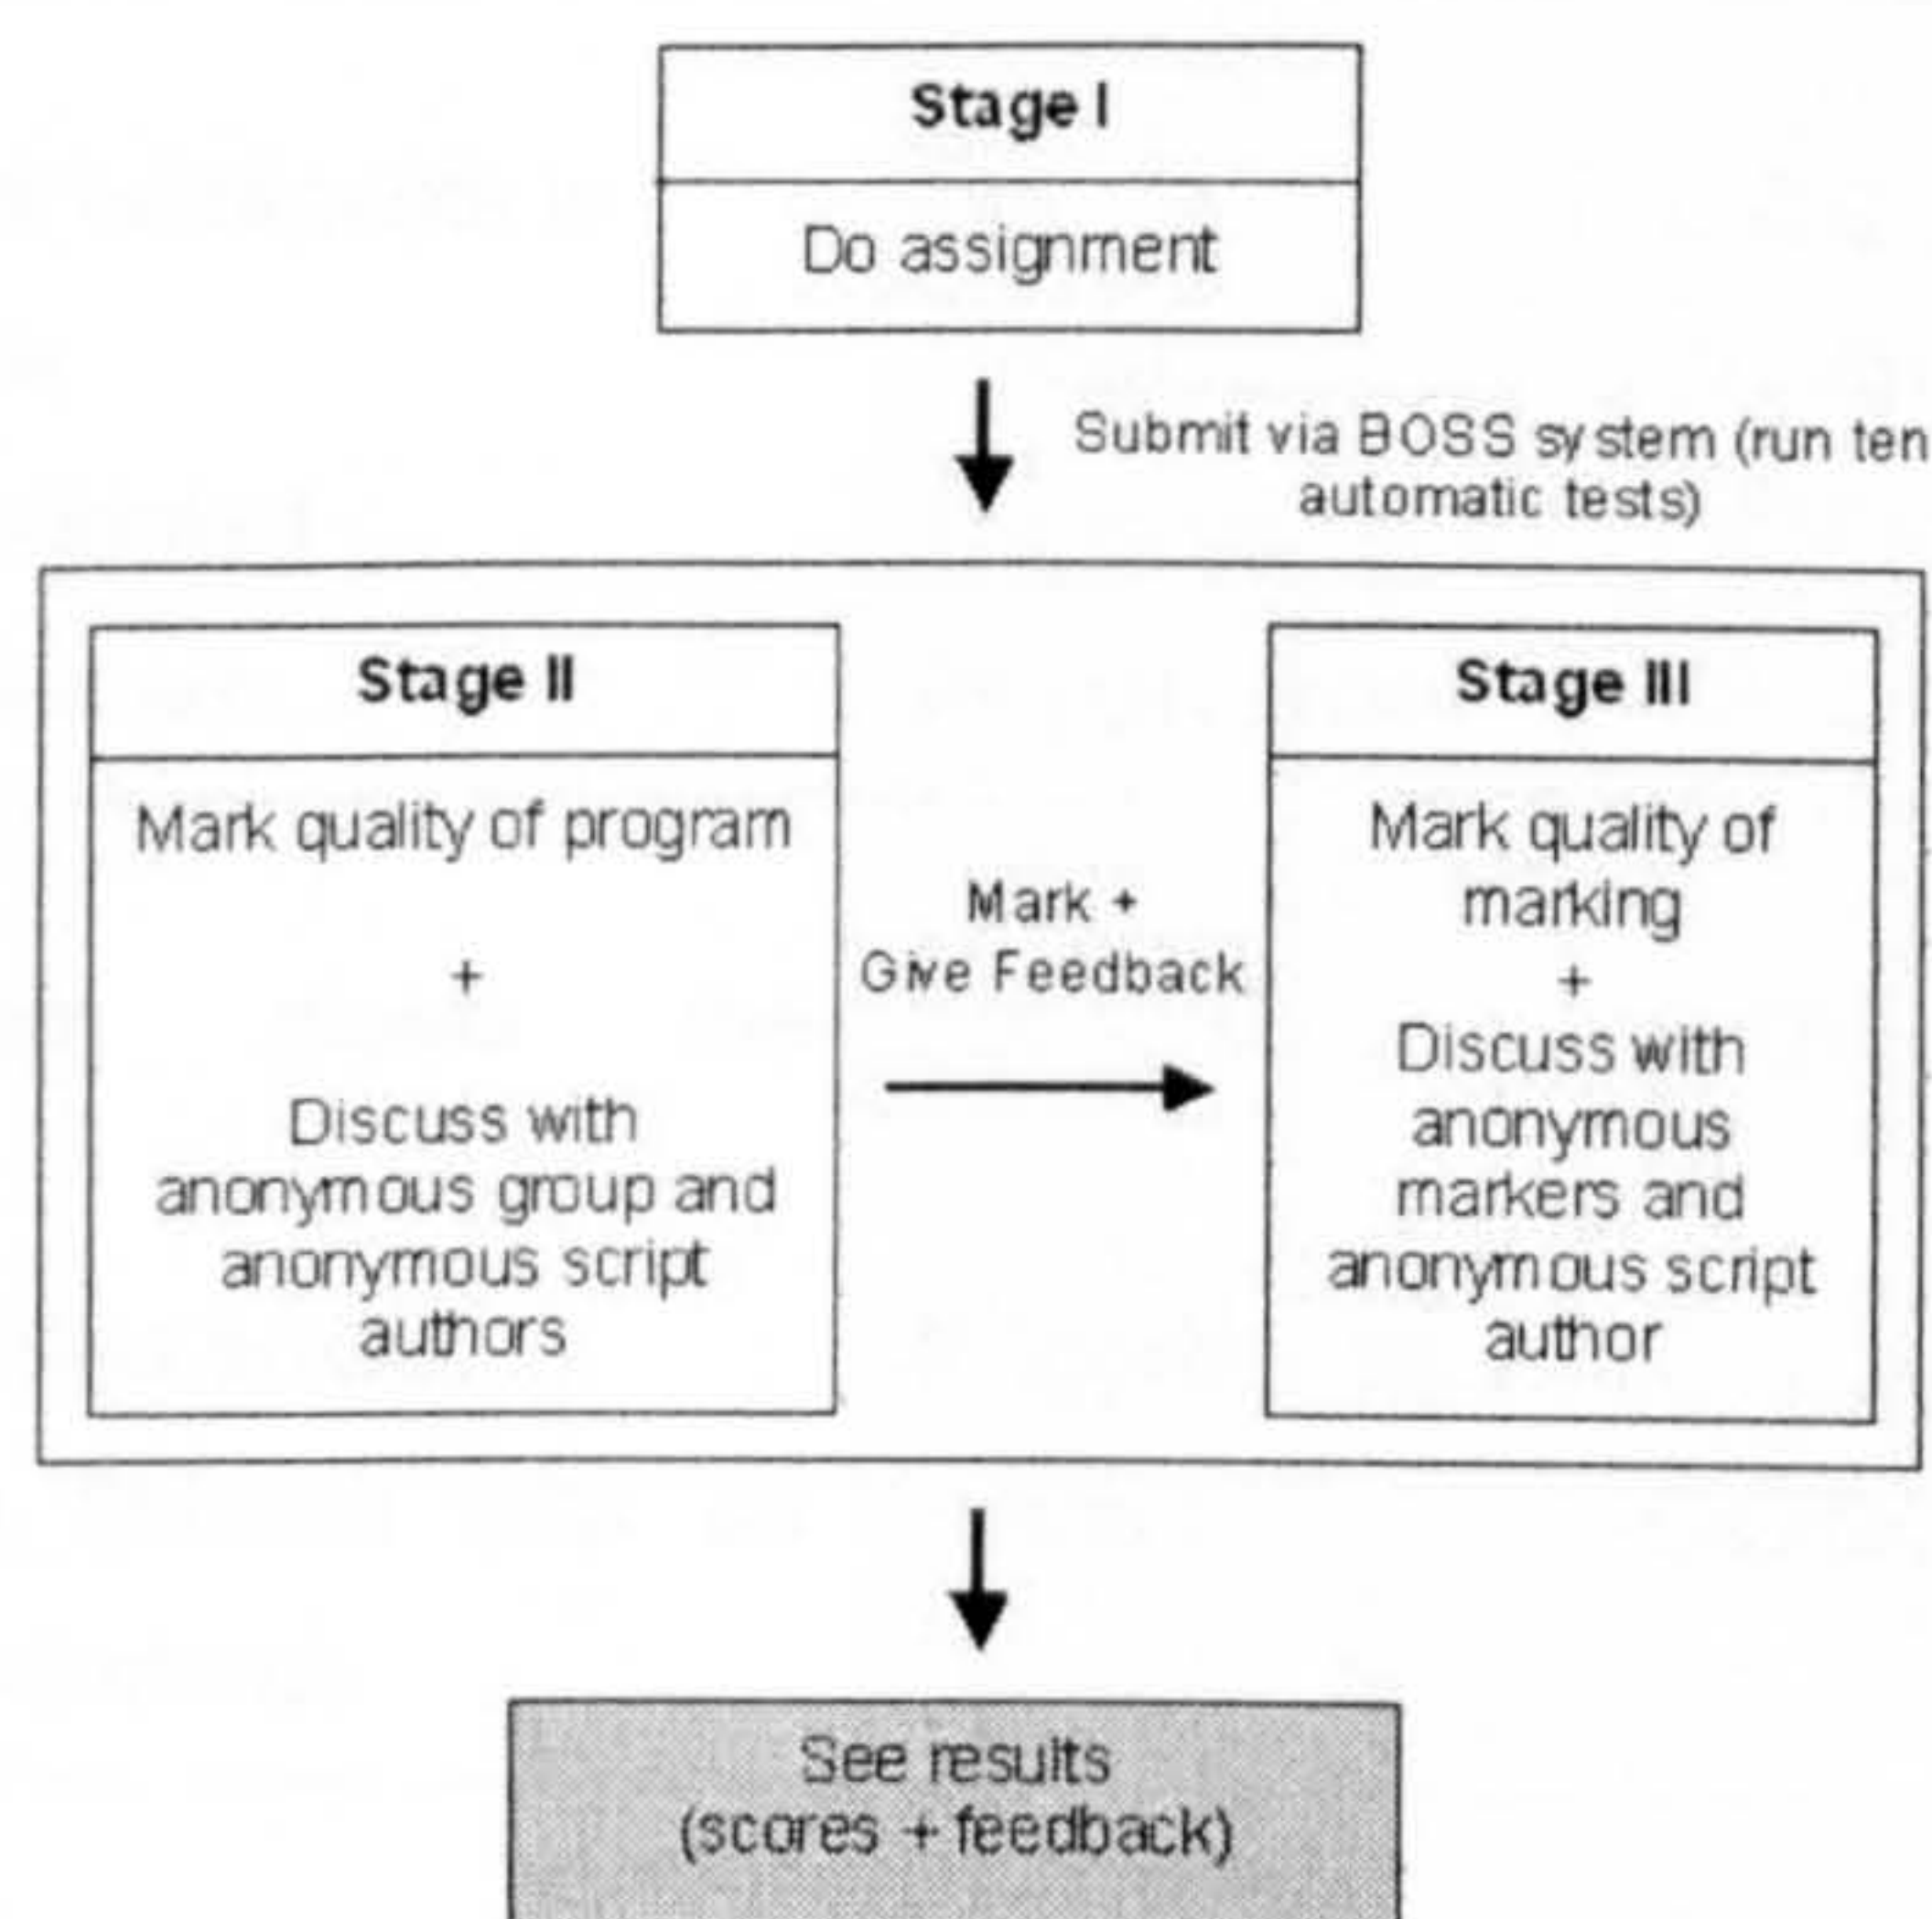 Stage I
Do assignment
Submit via BOSS system (run ten
automatic tests)
Stage II
Mark quality of program
+
Discuss with
anonymous group and
anonymous script
authors
Mark +
Give Feedback
Stage III
Mark quality of
marking
+
Discuss with
anonymous
markers and
anonymous script
author
See results
(scores + feedback)